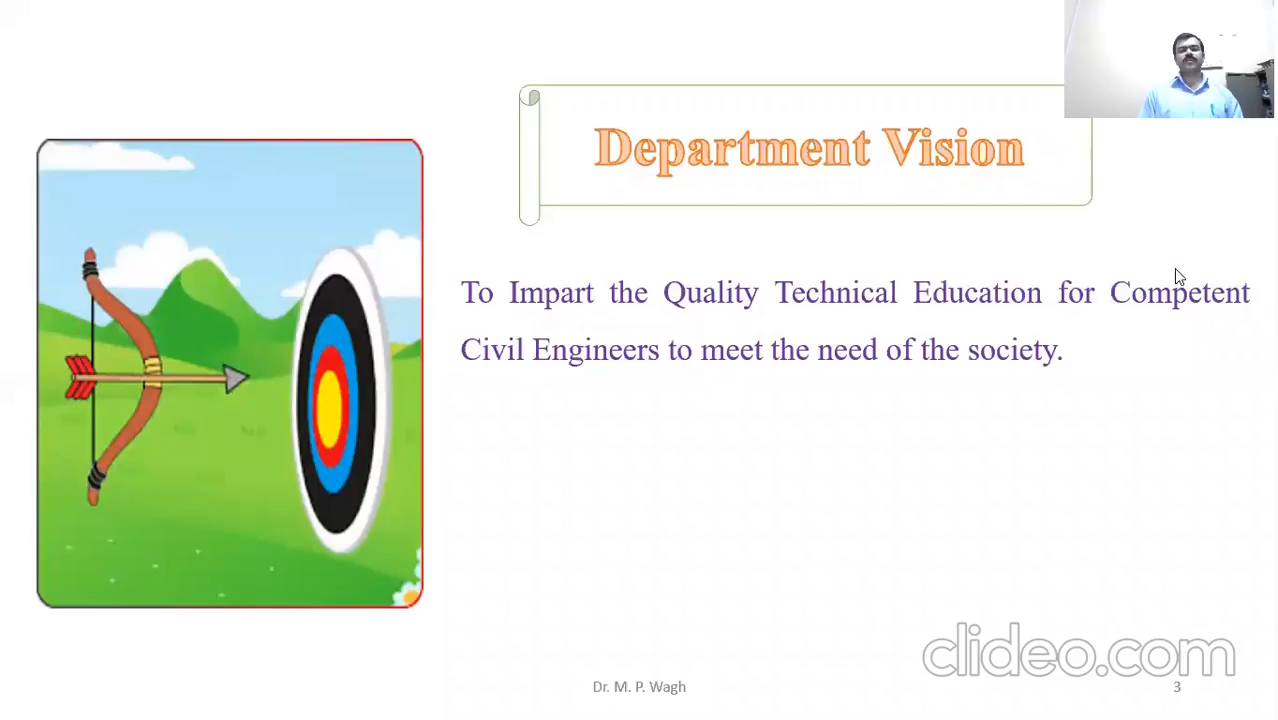 Department Vision
To Impart the Quality Technical Education for Competent
Civil Engineers to meet the need of the society.
clideo.com
Dr. M. P. Wagh
3